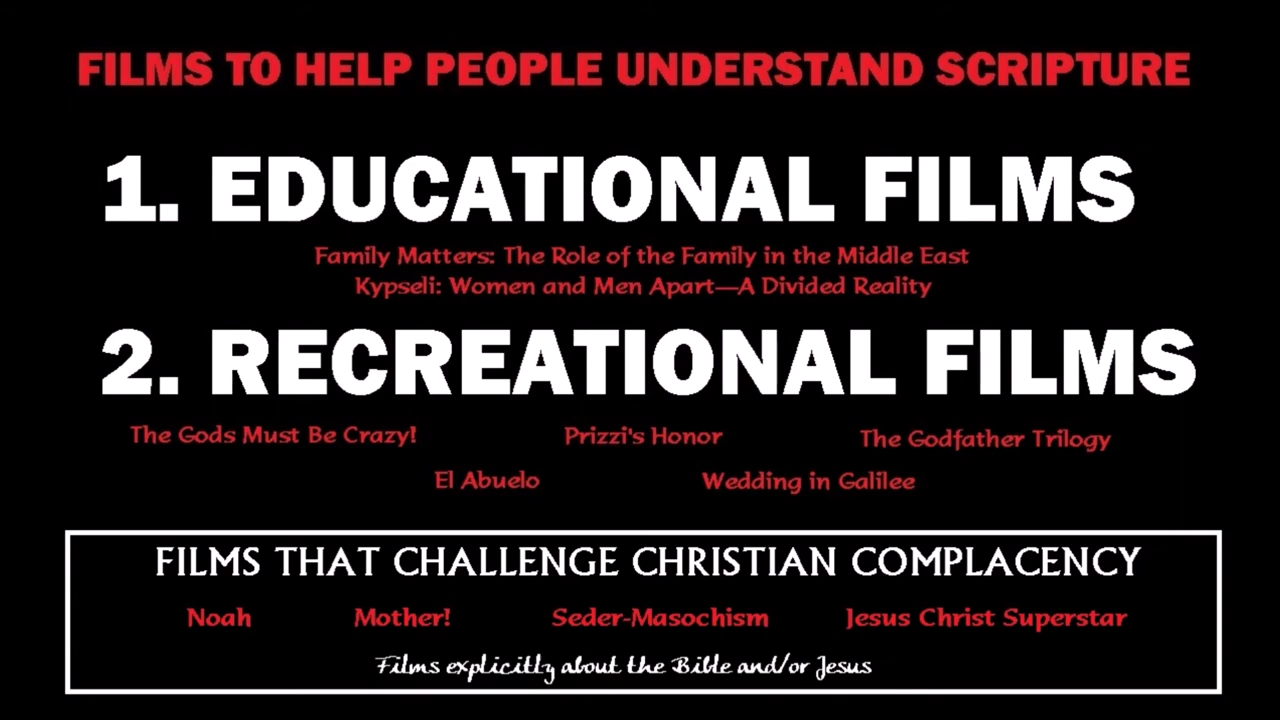 FILMS TO HELP PEOPLE UNDERSTAND SCRIPTURE
1. EDUCATIONAL FILMS
Family Matters: The Role of the Family in the Middle East
Kypseli: Women and Men Apart—A Divided Reality
2. RECREATIONAL FILMS
The Gods Must Be Crazy! Prizzi's Honor The Godfather Trilogy
El Abuelo Wedding in Galilee
FILMS THAT CHALLENGE CHRISTIAN COMPLACENCY
Noah Mother! Seder-Masochism Jesus Christ Superstar
Films explicitly about the Bible and/or Jesus